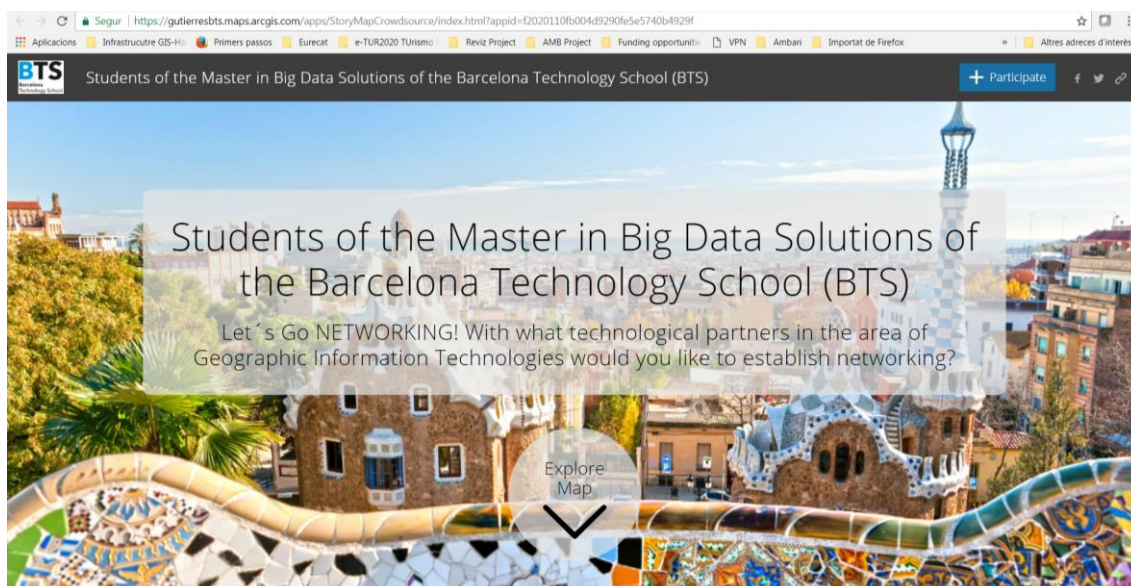 Segur | https://gutierresbts.maps.arcgis.com/apps/StoryMapCrowdsource/index.html?appid=f2020110fb004d9290fe5e5740b4929f
Aplicacions Infrastrucutre GIS-Ha Primers passos Eurecat e-TUR2020 TUrismo Reviz Project AMB Project Funding opportuniti VPN Ambari Importat de Firefox » Altres adreces d'interès
BTS
Barcelona
Technology School
Students of the Master in Big Data Solutions of the Barcelona Technology School (BTS)
+ Participate
Students of the Master in Big Data Solutions of
the Barcelona Technology School (BTS)
Let´s Go NETWORKING! With what technological partners in the area of
Geographic Information Technologies would you like to establish networking?
Explore
Map